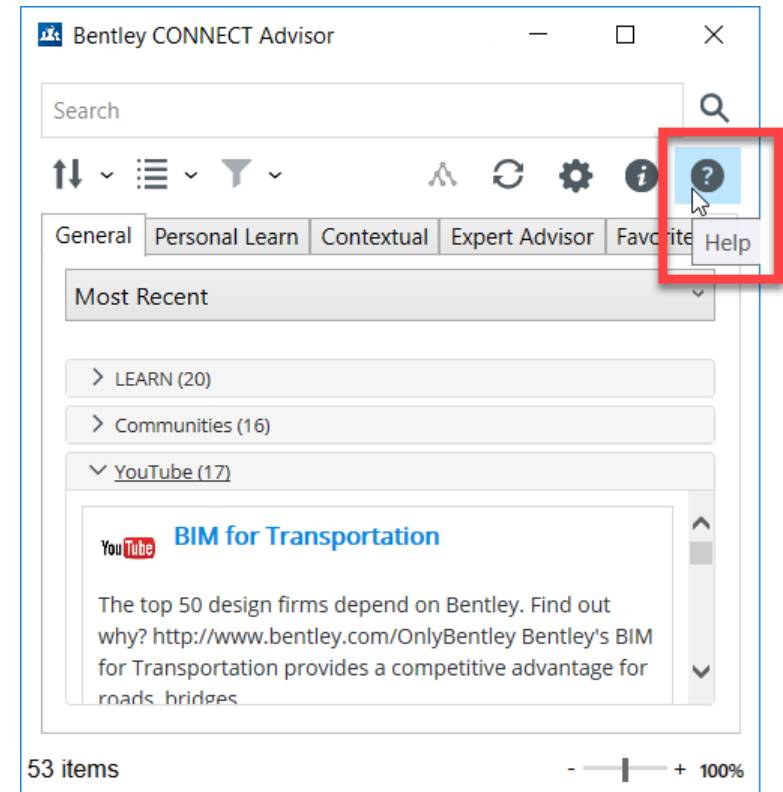 Bentley CONNECT Advisor
Search
General Personal Learn Contextual Expert Advisor Favorite
Help
Most Recent
LEARN (20)
Communities (16)
YouTube (17)
YouTube BIM for Transportation
The top 50 design firms depend on Bentley. Find out
why? http://www.bentley.com/OnlyBentley Bentley's BIM
for Transportation provides a competitive advantage for
roads, bridges
53 items - + 100%